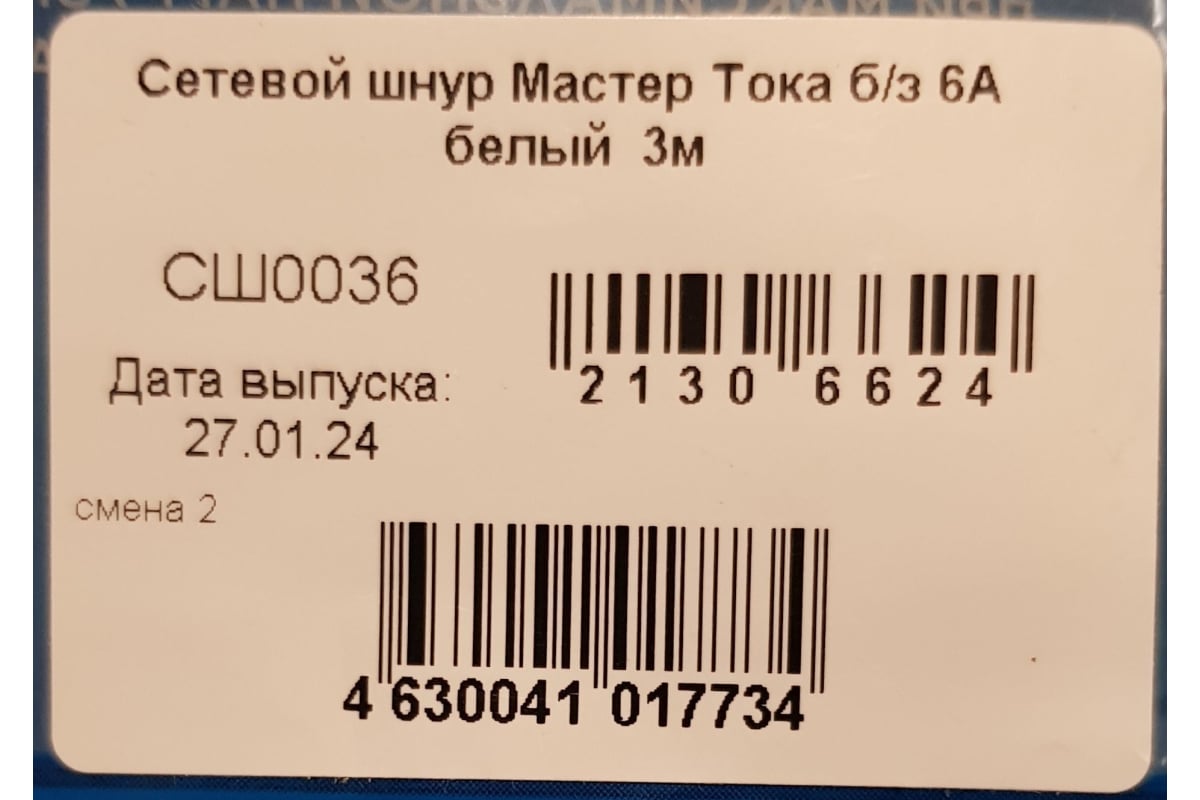 Сетевой шнур Мастер Тока б/з 6А
белый 3м
СШ0036
2130 6624
Дата выпуска:
27.01.24
смена 2
4 630041 017734